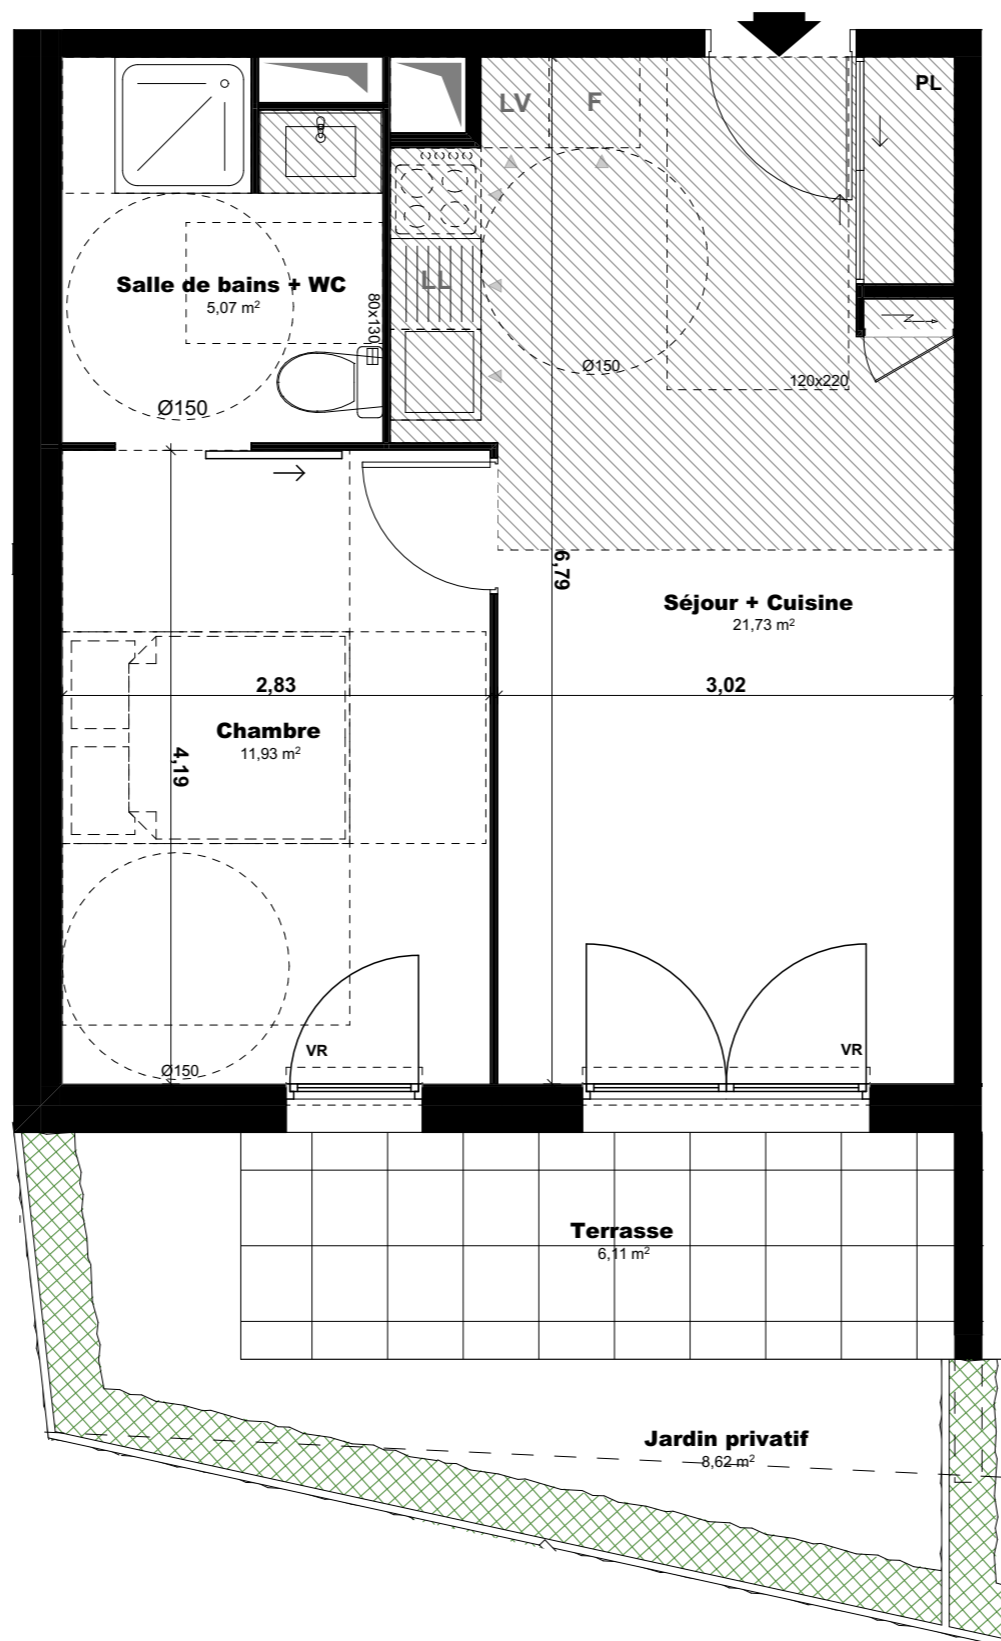 PL
LV
F
Salle de bains + WC
5,07 m²
80x130
LL
Ø150
120x220
Ø150
6,79
Séjour + Cuisine
21,73 m²
2,83
3,02
Chambre
11,93 m²
4,19
VR
VR
Ø150
Terrasse
6,11 m²
Jardin privatif
8,62 m²